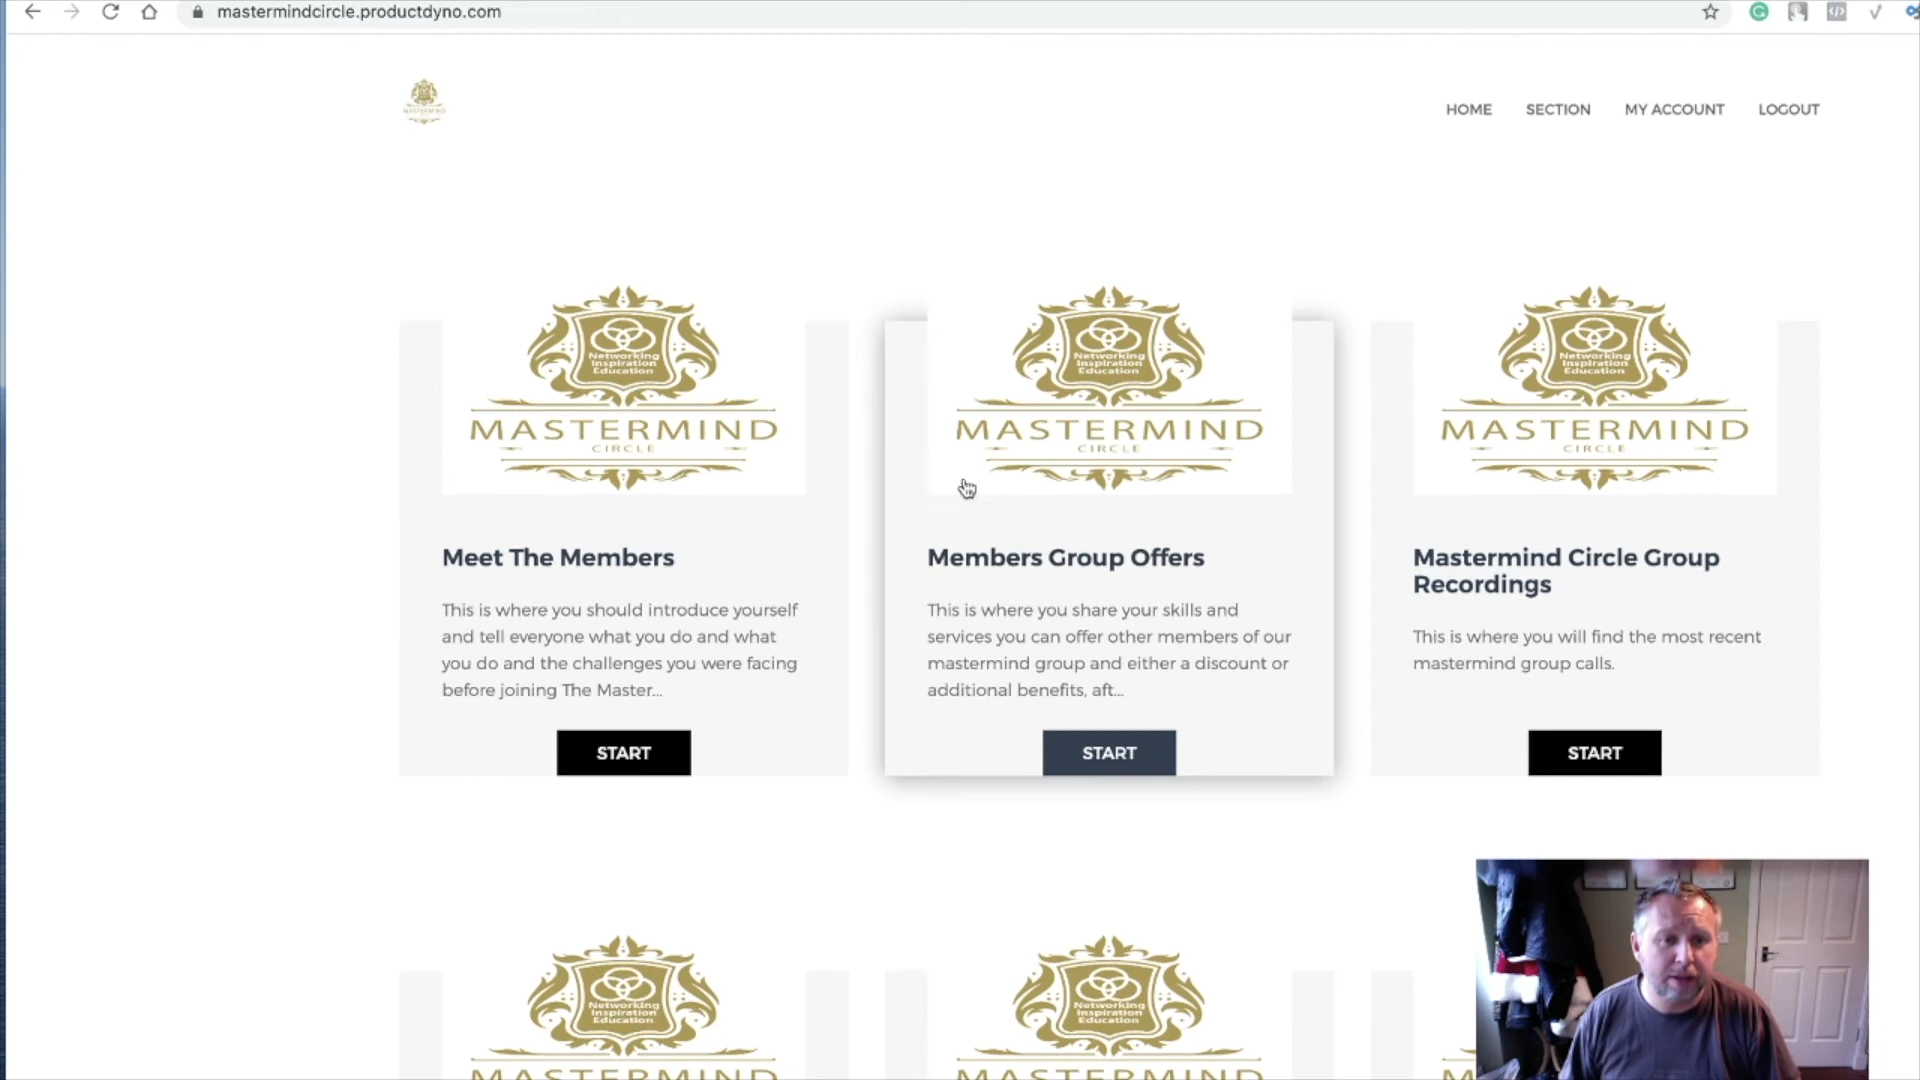 mastermindcircle.productdyno.com
HOME SECTION MY ACCOUNT LOGOUT
Networking
Inspiration
Education
MASTERMIND
CIRCLE
Meet The Members
This is where you should introduce yourself
and tell everyone what you do and what
you do and the challenges you were facing
before joining The Master...
START
Networking
Inspiration
Education
MASTERMIND
CIRCLE
Members Group Offers
This is where you share your skills and
services you can offer other members of our
mastermind group and either a discount or
additional benefits, aft...
START
Networking
Inspiration
Education
MASTERMIND
CIRCLE
Mastermind Circle Group
Recordings
This is where you will find the most recent
mastermind group calls.
START
Networking
Inspiration
Education
MASTERMIND
Networking
Inspiration
Education
MASTERMIND